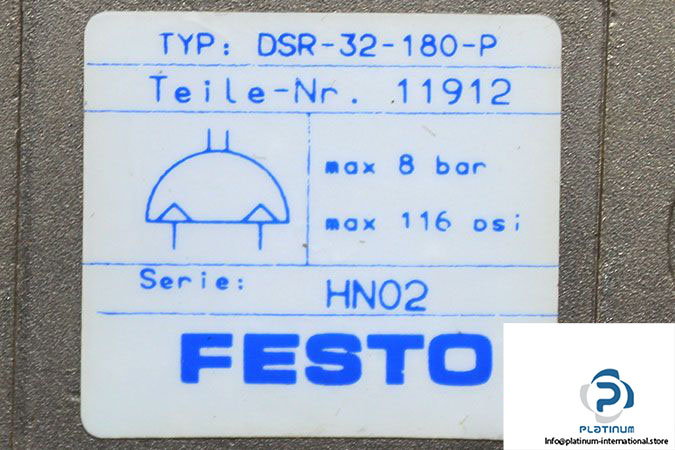 TYP: DSR-32-180-P
Teile-Nr. 11912
max 8 bar
max 116 psi
Serie: HN02
FESTO
PLATINUM
Info@platinum-international.store